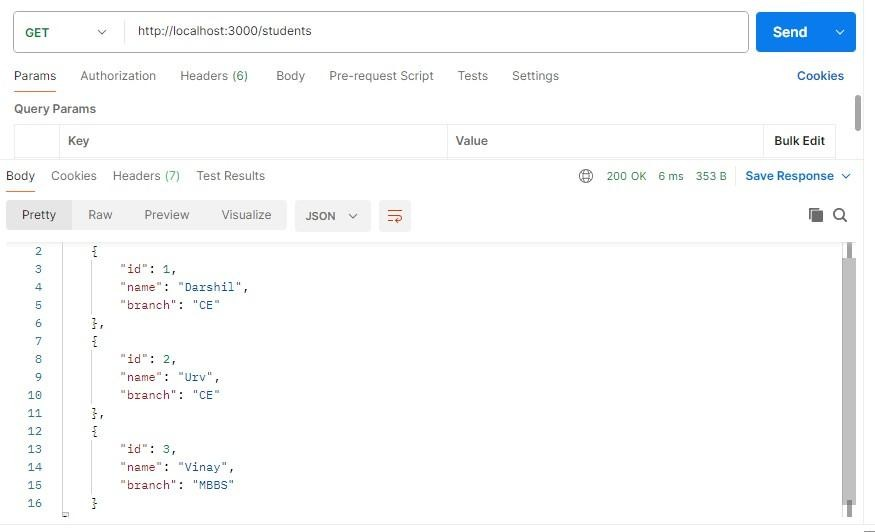 GET http://localhost:3000/students Send
Params Authorization Headers (6) Body Pre-request Script Tests Settings Cookies
Query Params
Key Value Bulk Edit
Body Cookies Headers (7) Test Results 200 OK 6 ms 353 B Save Response
Pretty Raw Preview Visualize JSON
2 {
3 "id": 1,
4 "name": "Darshil",
5 "branch": "CE"
6 },
7 {
8 "id": 2,
9 "name": "Urv",
10 "branch": "CE"
11 },
12 {
13 "id": 3,
14 "name": "Vinay",
15 "branch": "MBBS"
16 }